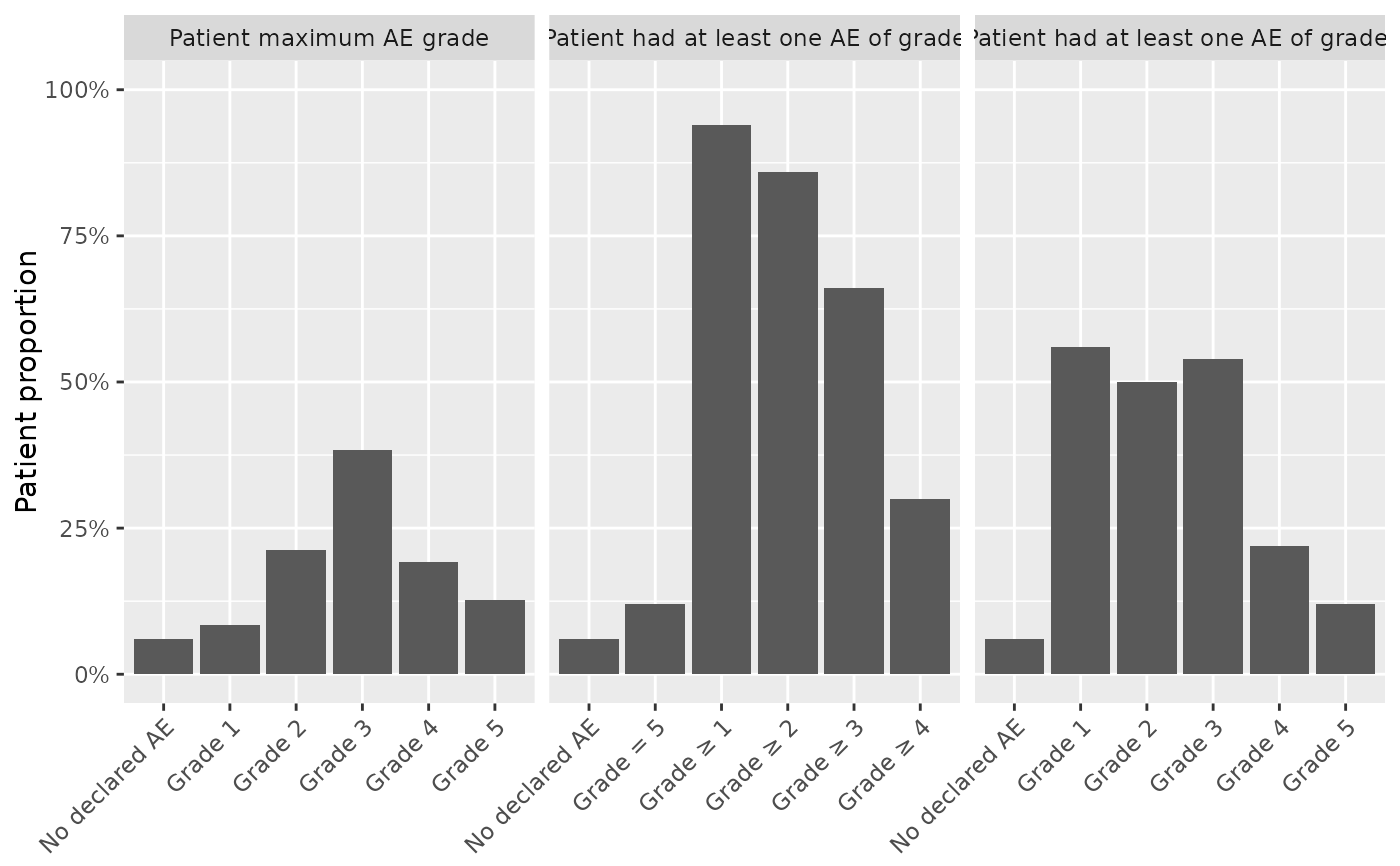 Patient maximum AE grade
Patient had at least one AE of grade
Patient had at least one AE of grade
Patient proportion
100%
75%
50%
25%
0%
No declared AE
Grade 1
Grade 2
Grade 3
Grade 4
Grade 5
No declared AE
Grade = 5
Grade ≥ 1
Grade ≥ 2
Grade ≥ 3
Grade ≥ 4
No declared AE
Grade 1
Grade 2
Grade 3
Grade 4
Grade 5